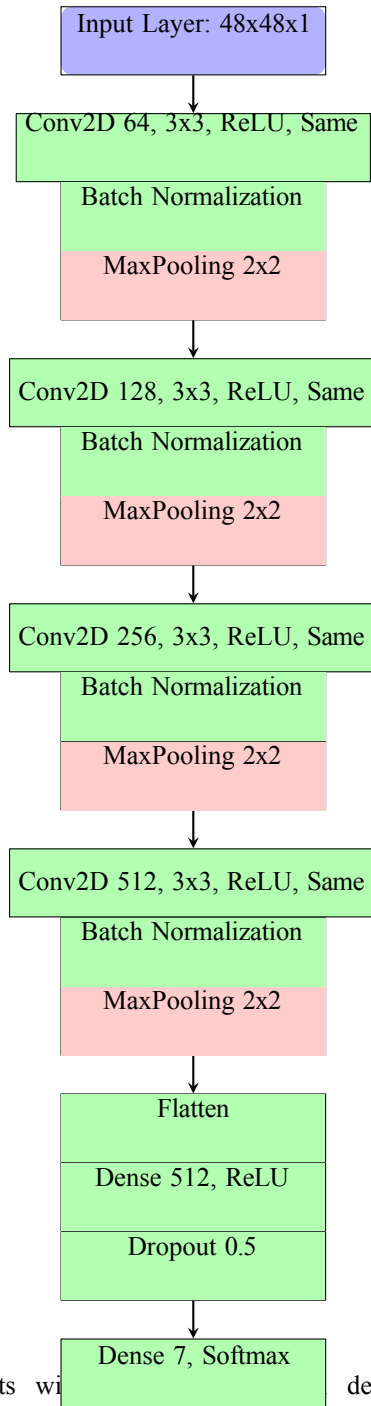 Input Layer: 48x48x1
Conv2D 64, 3x3, ReLU, Same
Batch Normalization
MaxPooling 2x2
Conv2D 128, 3x3, ReLU, Same
Batch Normalization
MaxPooling 2x2
Conv2D 256, 3x3, ReLU, Same
Batch Normalization
MaxPooling 2x2
Conv2D 512, 3x3, ReLU, Same
Batch Normalization
MaxPooling 2x2
Flatten
Dense 512, ReLU
Dropout 0.5
Dense 7, Softmax